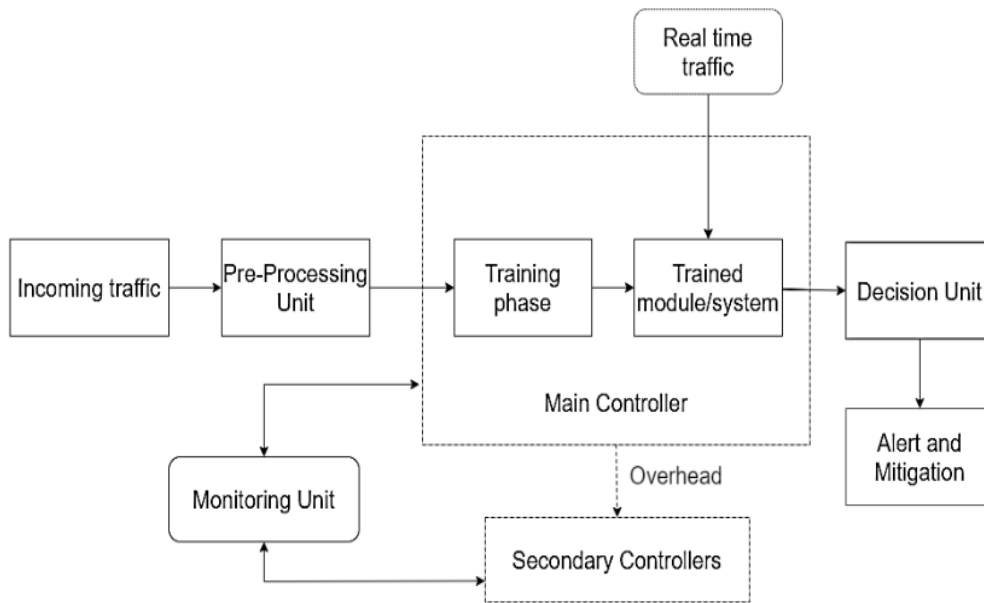 Real time
traffic
Incoming traffic
Pre-Processing
Unit
Training
phase
Trained
module/system
Decision Unit
Main Controller
Alert and
Mitigation
Overhead
Monitoring Unit
Secondary Controllers